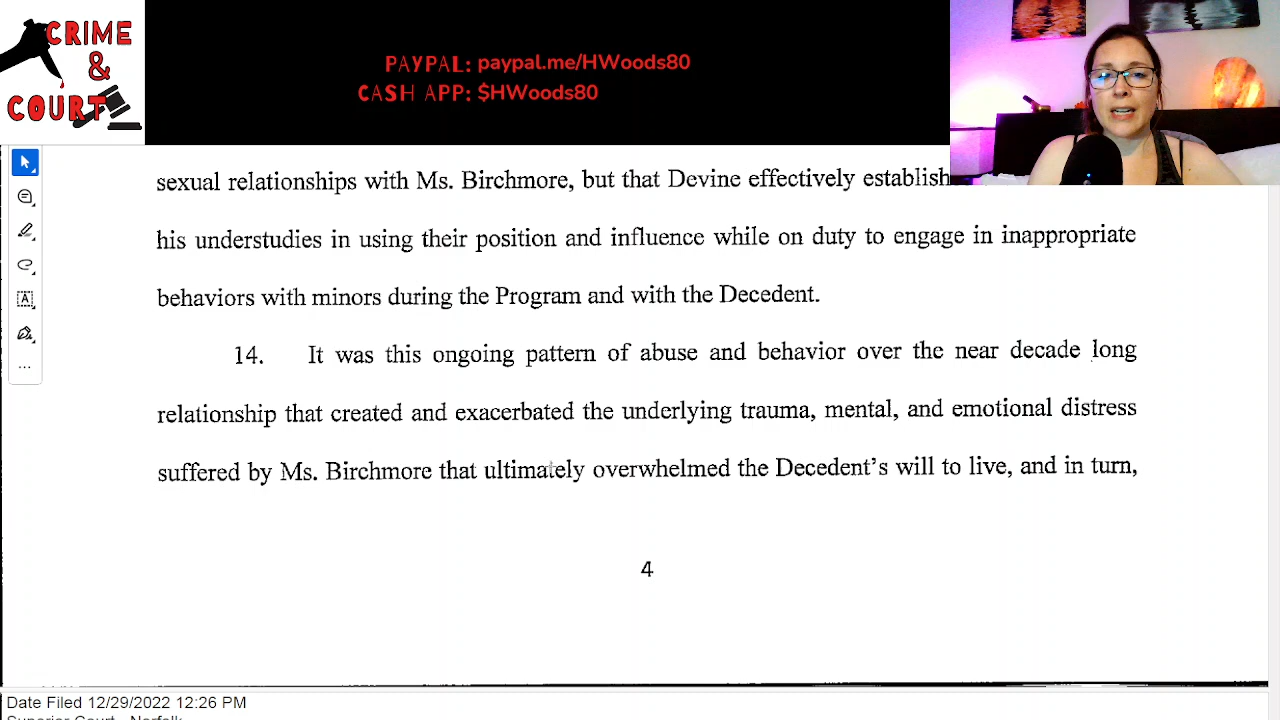 CRIME
&
COURT
PAYPAL: paypal.me/HWoods80
CASH APP: $HWoods80
sexual relationships with Ms. Birchmore, but that Devine effectively
his understudies in using their position and influence while on duty to engage in inappropriate
behaviors with minors during the Program and with the Decedent.
14. It was this ongoing pattern of abuse and behavior over the near decade long
relationship that created and exacerbated the underlying trauma, mental, and emotional distress
suffered by Ms. Birchmore that ultimately overwhelmed the Decedent's will to live, and in turn,
4
Date Filed 12/29/2022 12:26 PM
Superior Court - Norfolk